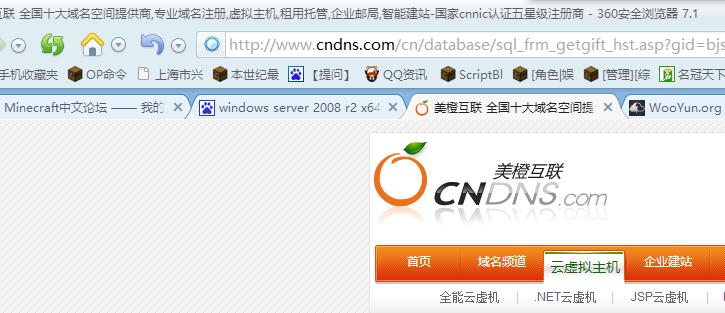 互联 全国十大域名空间提供商,专业域名注册,虚拟主机,租用托管,企业邮局,智能建站-国家cnnic认证五星级注册商 - 360安全浏览器 7.1
http://www.cndns.com/cn/database/sql_frm_getgift_hst.asp?gid=bjs
手机收藏夹 OP命令 上海市兴 本世纪最 【提问】 QQ资讯 ScriptBl [角色|娱 [管理][综 名冠天下
Minecraft中文论坛 —— 我的 windows server 2008 r2 x64 美橙互联 全国十大域名空间提 WooYun.org
美橙互联
CNDNS.com
首页 域名频道 云虚拟主机 企业建站
全能云虚机 | .NET云虚机 | JSP云虚机 |